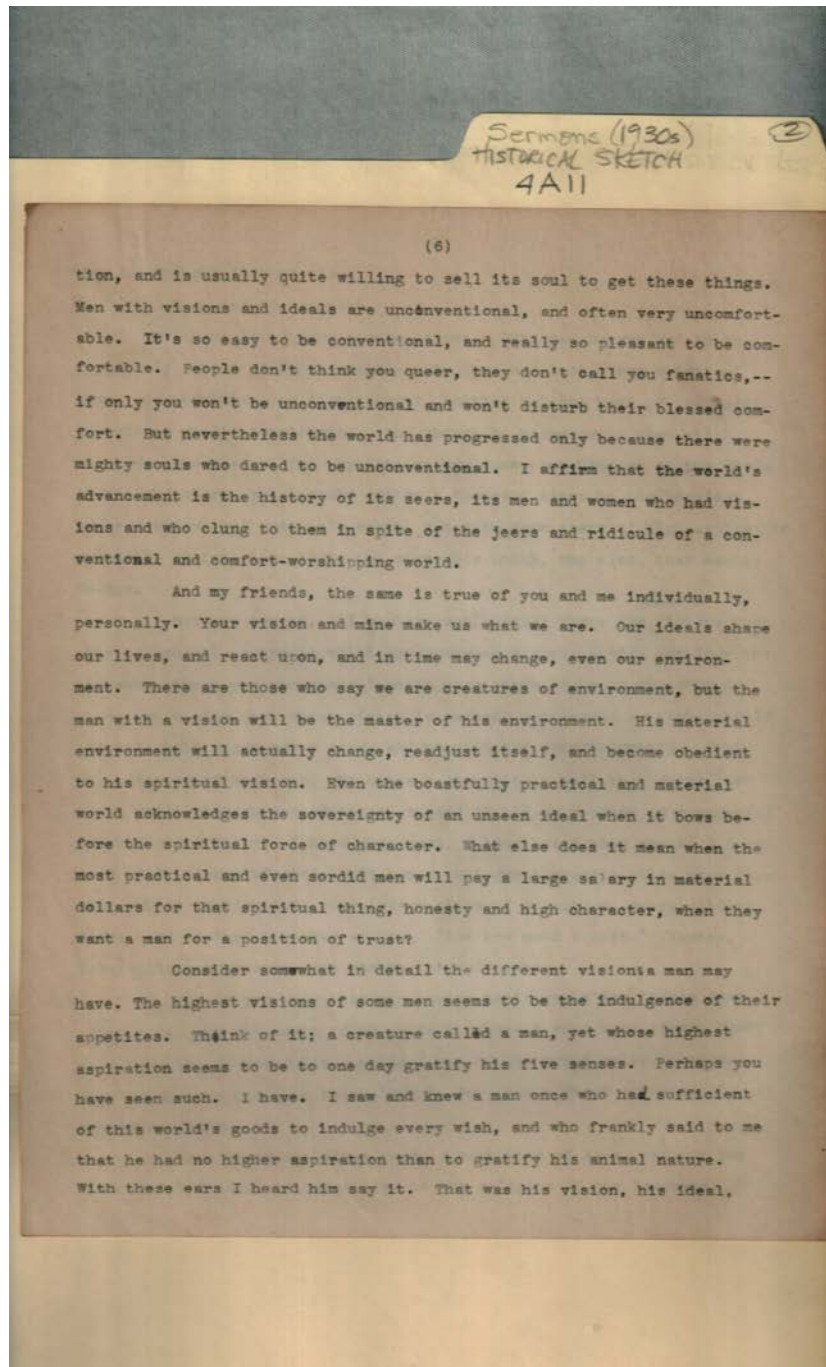 Sermons (1930s) 2
HISTORICAL SKETCH
4A11
(6)
tion, and is usually quite willing to sell its soul to get these things.
Men with visions and ideals are unconventional, and often very uncomfort-
able. It's so easy to be conventional, and really so pleasant to be com-
fortable. People don't think you queer, they don't call you fanatics,--
if only you won't be unconventional and won't disturb their blessed com-
fort. But nevertheless the world has progressed only because there were
mighty souls who dared to be unconventional. I affirm that the world's
advancement is the history of its seers, its men and women who had vis-
ions and who clung to them in spite of the jeers and ridicule of a con-
ventional and comfort-worshipping world.
And my friends, the same is true of you and me individually,
personally. Your vision and mine make us what we are. Our ideals shape
our lives, and react upon, and in time may change, even our environ-
ment. There are those who say we are creatures of environment, but the
man with a vision will be the master of his environment. His material
environment will actually change, readjust itself, and become obedient
to his spiritual vision. Even the boastfully practical and material
world acknowledges the sovereignty of an unseen ideal when it bows be-
fore the spiritual force of character. What else does it mean when the
most practical and even sordid men will pay a large salary in material
dollars for that spiritual thing, honesty and high character, when they
want a man for a position of trust?
Consider somewhat in detail the different visionsa man may
have. The highest visions of some men seems to be the indulgence of their
appetites. Think of it; a creature called a man, yet whose highest
aspiration seems to be to one day gratify his five senses. Perhaps you
have seen such. I have. I saw and knew a man once who had sufficient
of this world's goods to indulge every wish, and who frankly said to me
that he had no higher aspiration than to gratify his animal nature.
With these ears I heard him say it. That was his vision, his ideal,